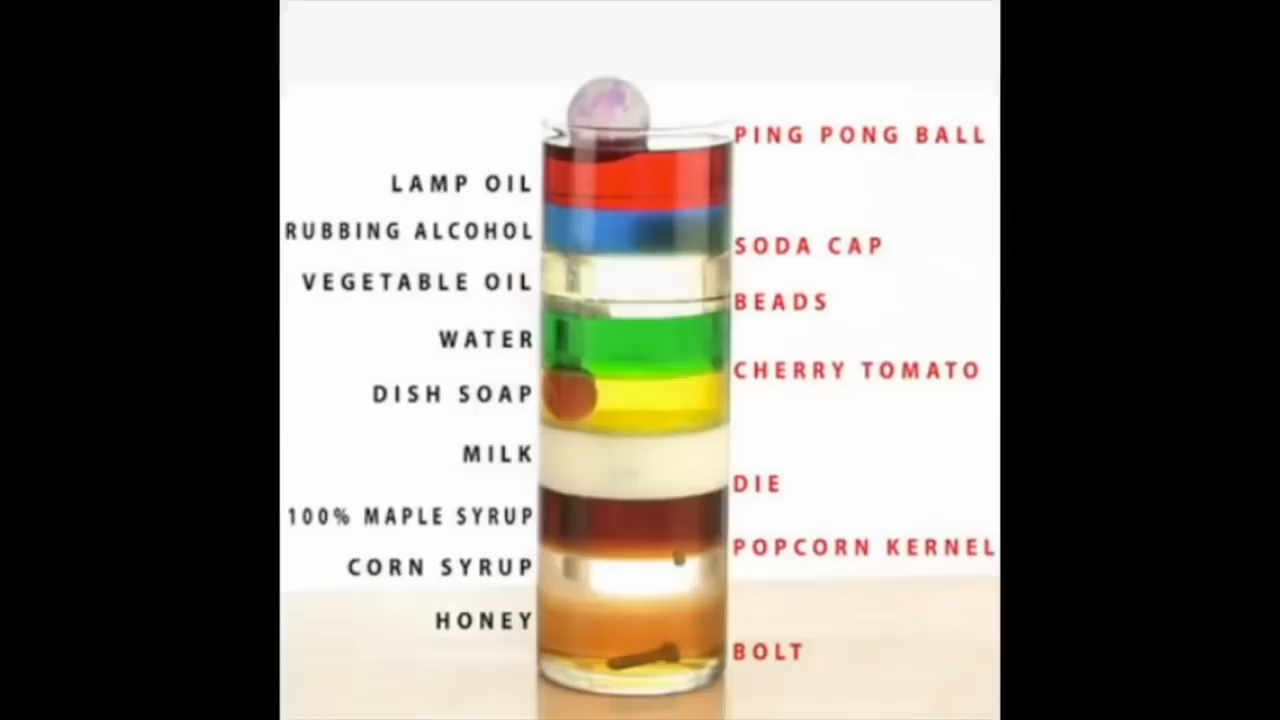 PING PONG BALL
LAMP OIL
RUBBING ALCOHOL
SODA CAP
VEGETABLE OIL
BEADS
WATER
CHERRY TOMATO
DISH SOAP
MILK
DIE
100% MAPLE SYRUP
POPCORN KERNEL
CORN SYRUP
HONEY
BOLT